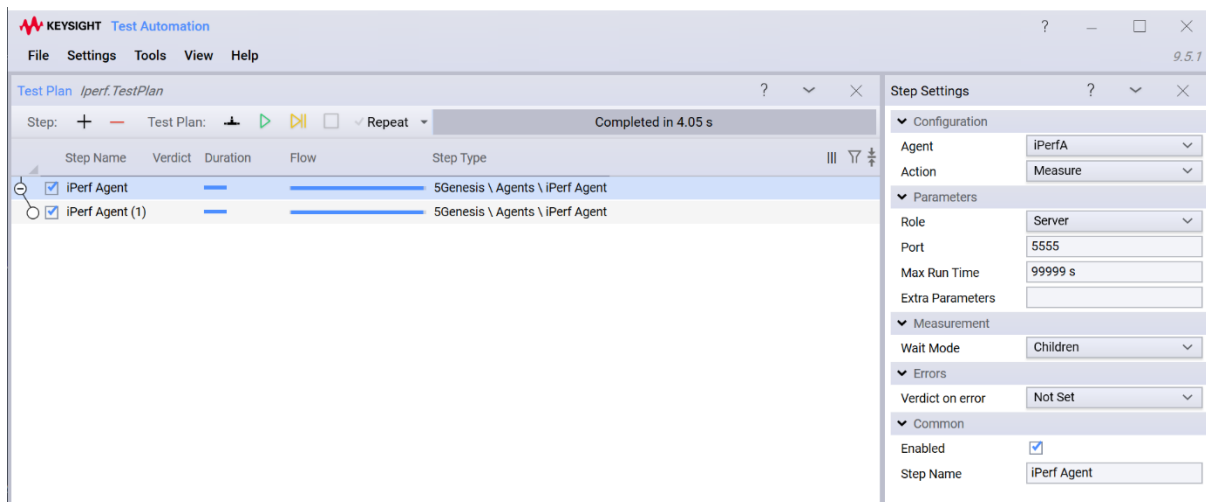 KEYSIGHT Test Automation
File Settings Tools View Help 9.5.1
Test Plan Iperf.TestPlan
Step: Test Plan: Repeat Completed in 4.05 s
Step Name Verdict Duration Flow Step Type
iPerf Agent 5Genesis \ Agents \ iPerf Agent
iPerf Agent (1) 5Genesis \ Agents \ iPerf Agent
Step Settings
Configuration
Agent iPerfA
Action Measure
Parameters
Role Server
Port 5555
Max Run Time 99999 s
Extra Parameters
Measurement
Wait Mode Children
Errors
Verdict on error Not Set
Common
Enabled
Step Name iPerf Agent